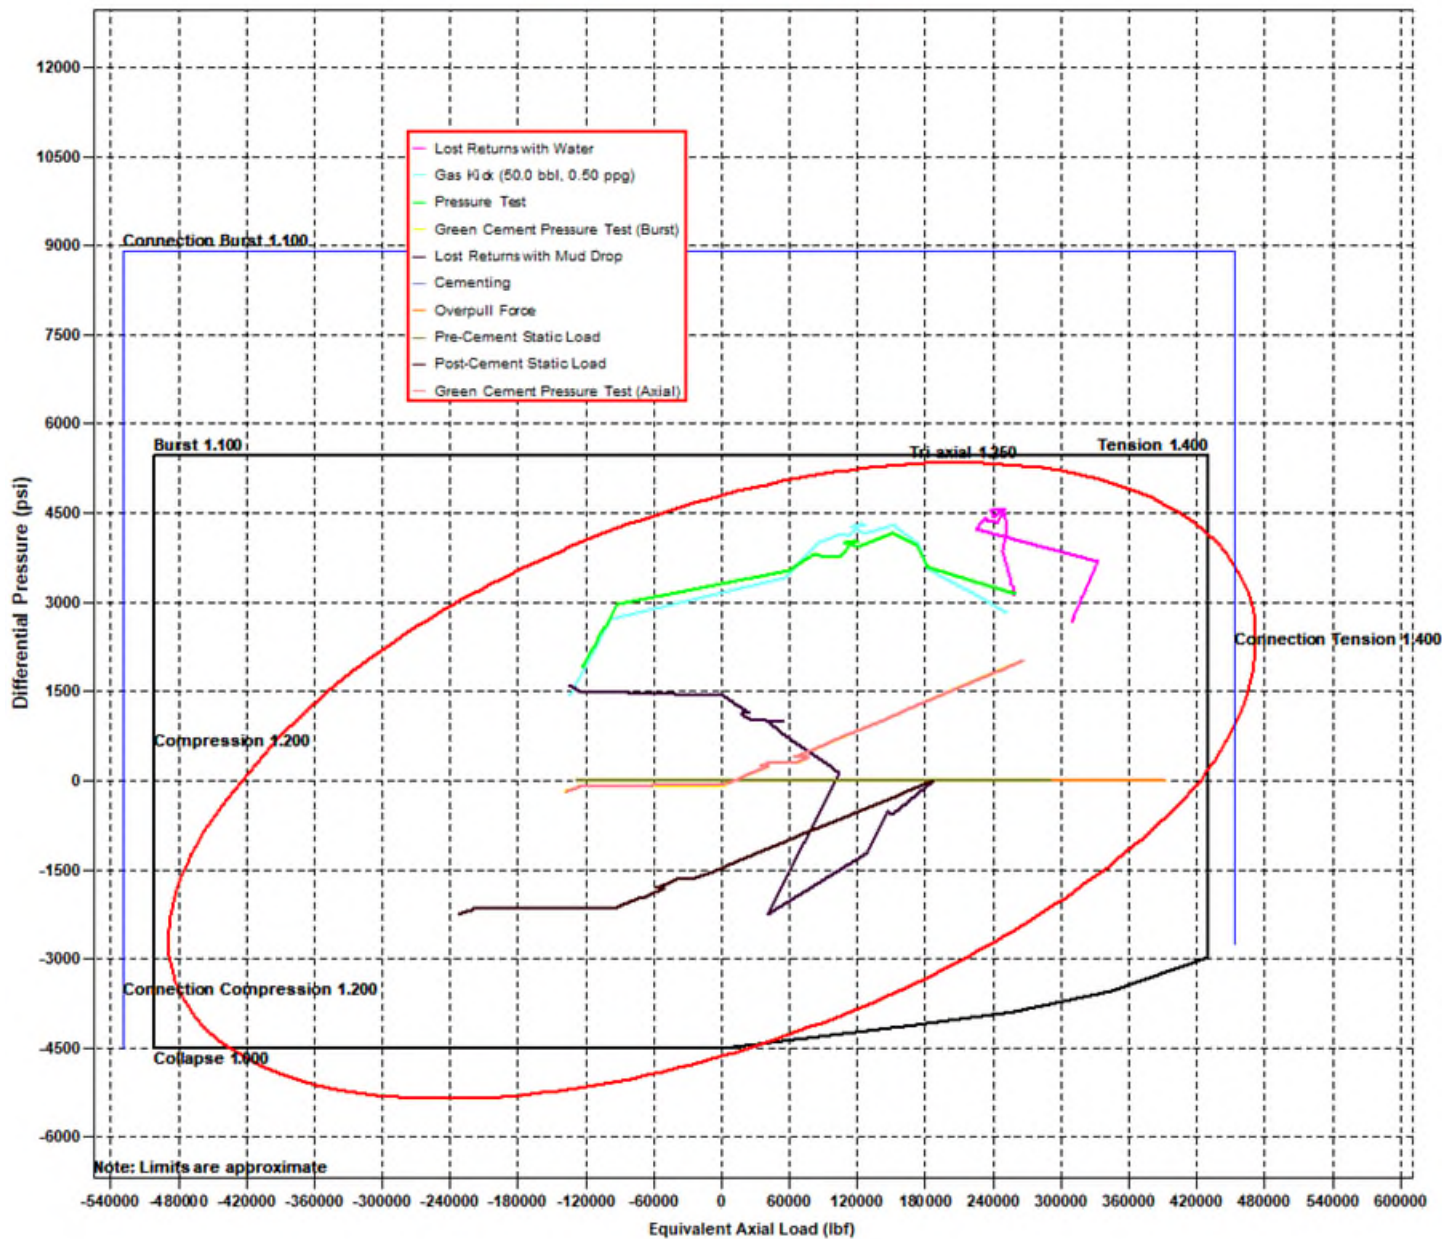 12000
10500
9000
7500
6000
4500
3000
1500
0
-1500
-3000
-4500
-6000
Differential Pressure (psi)
Lost Returns with Water
Gas Kick (50.0 bbl, 0.50 ppg)
Pressure Test
Green Cement Pressure Test (Burst)
Lost Returns with Mud Drop
Cementing
Overpull Force
Pre-Cement Static Load
Post-Cement Static Load
Green Cement Pressure Test (Axial)
Connection Burst 1.100
Burst 1.100
Tri axial 1.250
Tension 1.400
Connection Tension 1.400
Compression 1.200
Connection Compression 1.200
Collapse 1.000
Note: Limits are approximate
-540000 -480000 -420000 -360000 -300000 -240000 -180000 -120000 -60000 0 60000 120000 180000 240000 300000 360000 420000 480000 540000 600000
Equivalent Axial Load (lbf)